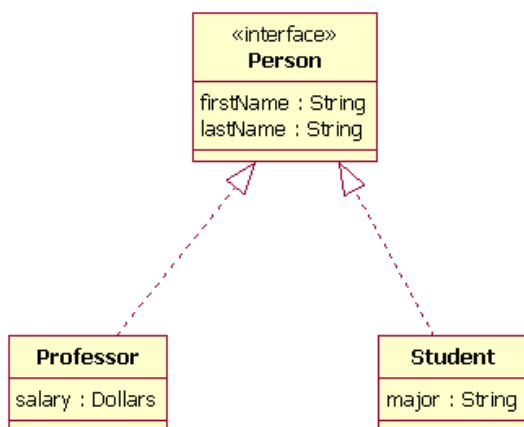 «interface»
Person
firstName : String
lastName : String
Professor
salary : Dollars
Student
major : String